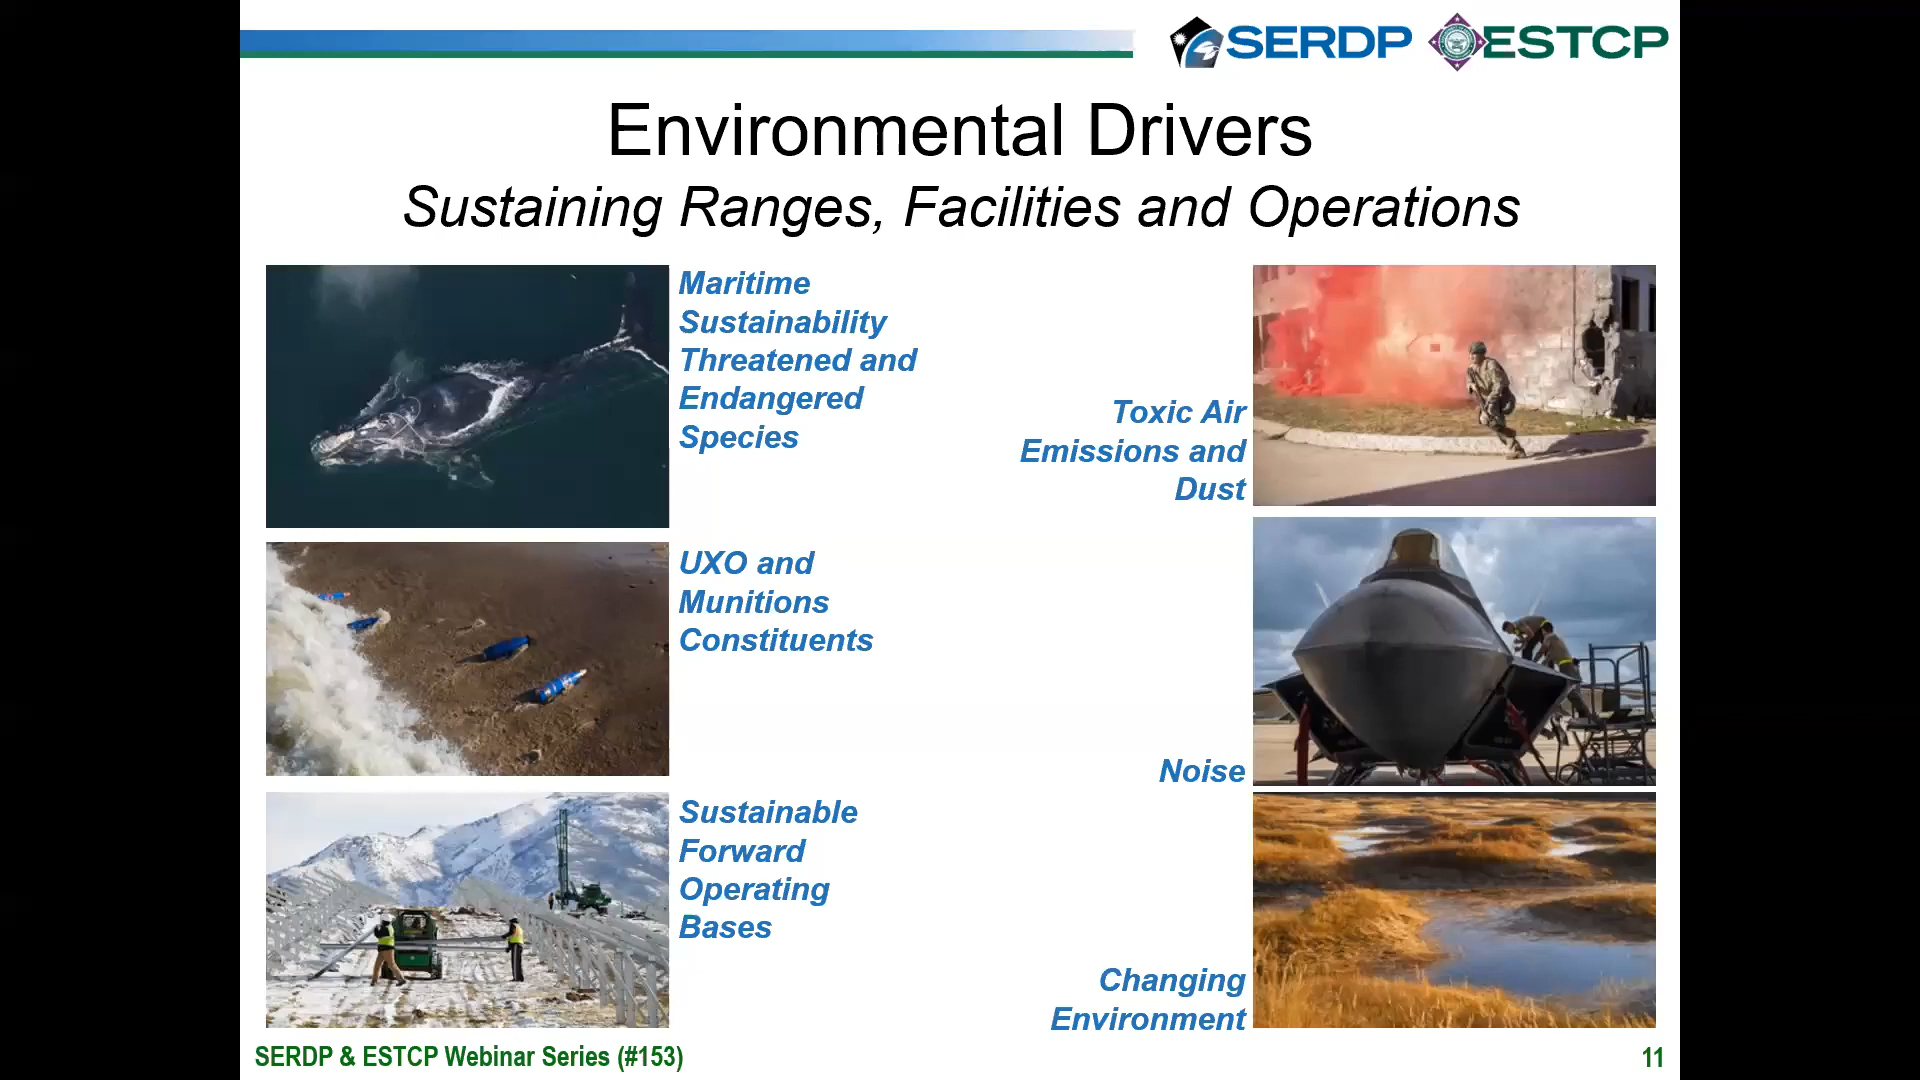 SERDP ESTCP
Environmental Drivers
Sustaining Ranges, Facilities and Operations
Maritime
Sustainability
Threatened and
Endangered
Species
Toxic Air
Emissions and
Dust
UXO and
Munitions
Constituents
Noise
Sustainable
Forward
Operating
Bases
Changing
Environment
SERDP & ESTCP Webinar Series (#153)
11